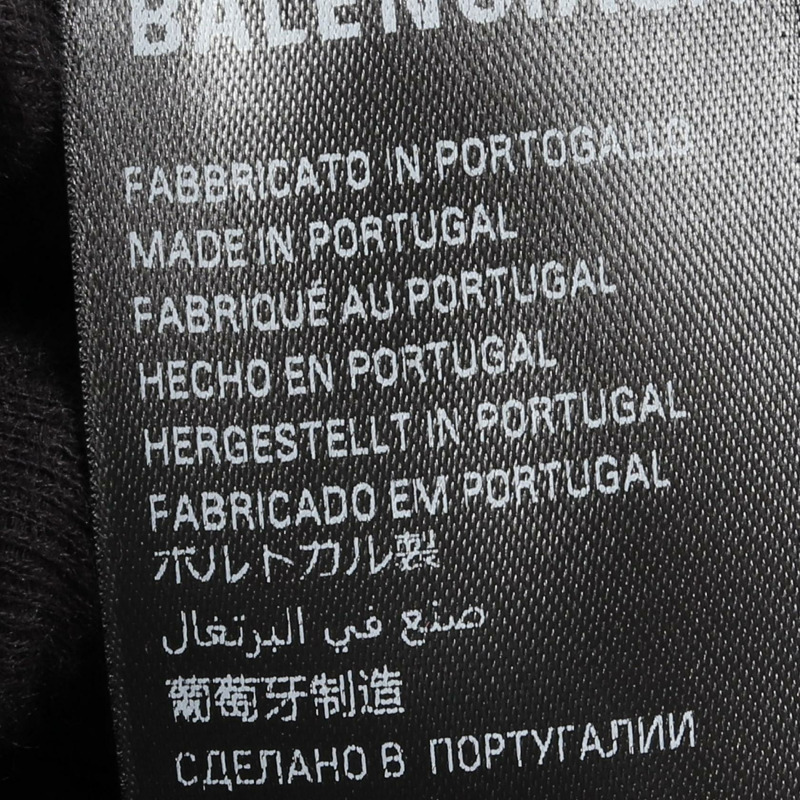 BALENCIAGA
FABBRICATO IN PORTOGALLO
MADE IN PORTUGAL
FABRIQUÉ AU PORTUGAL
HECHO EN PORTUGAL
HERGESTELLT IN PORTUGAL
FABRICADO EM PORTUGAL
ポルトガル製
صنع في البرتغال
葡萄牙制造
СДЕЛАНО В ПОРТУГАЛИИ